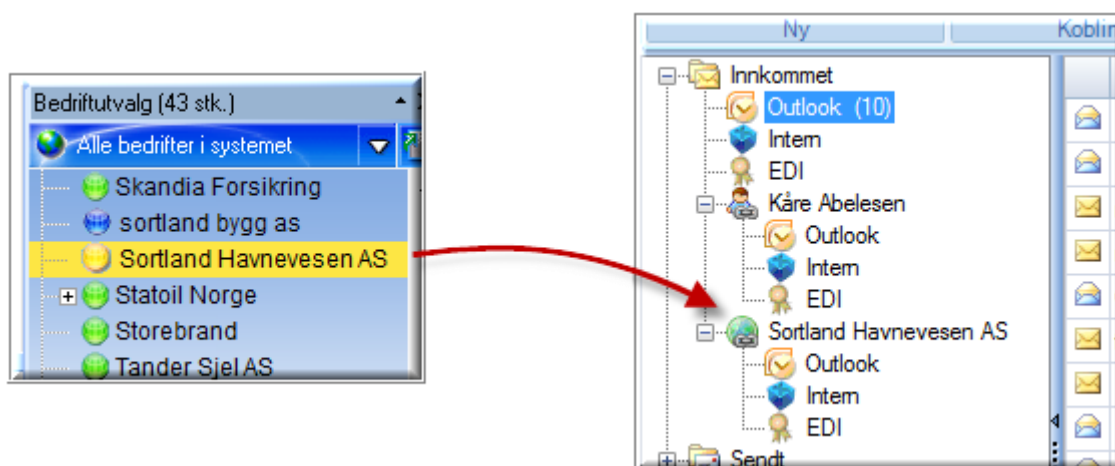 Bedriftutvalg (43 stk.)
Alle bedrifter i systemet
Skandia Forsikring
sortland bygg as
Sortland Havnevesen AS
Statoil Norge
Storebrand
Tander Sjel AS
Ny
Innkommet
Outlook (10)
Intern
EDI
Kåre Abelesen
Outlook
Intern
EDI
Sortland Havnevesen AS
Outlook
Intern
EDI
Sendt